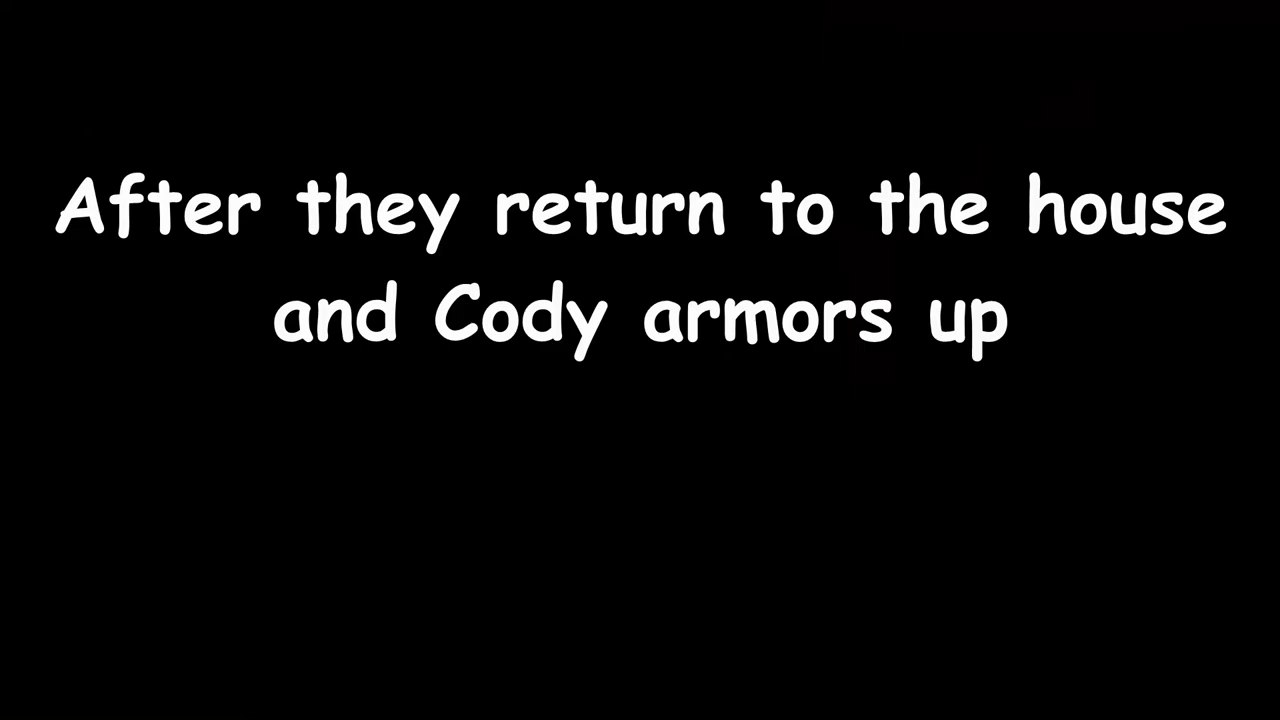 After they return to the house
and Cody armors up